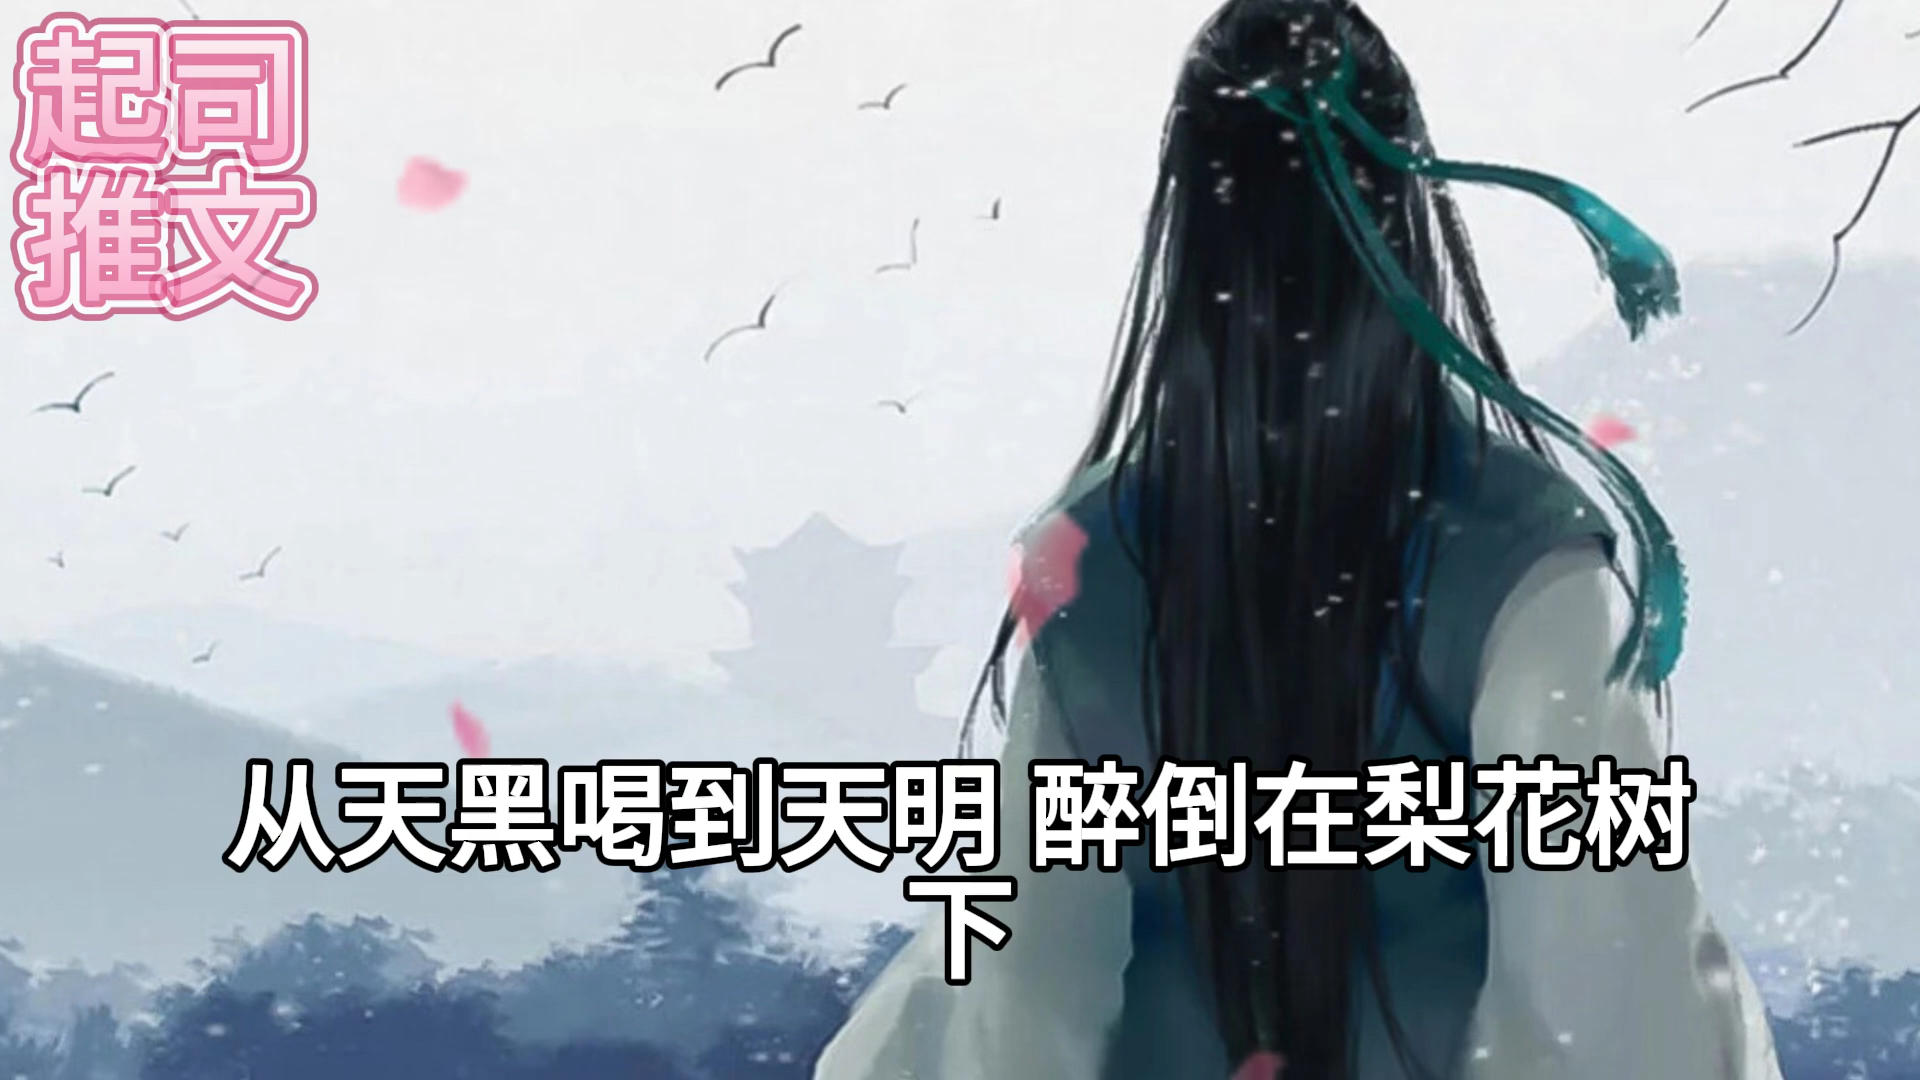 起司
推文
从天黑喝到天明 醉倒在梨花树
下